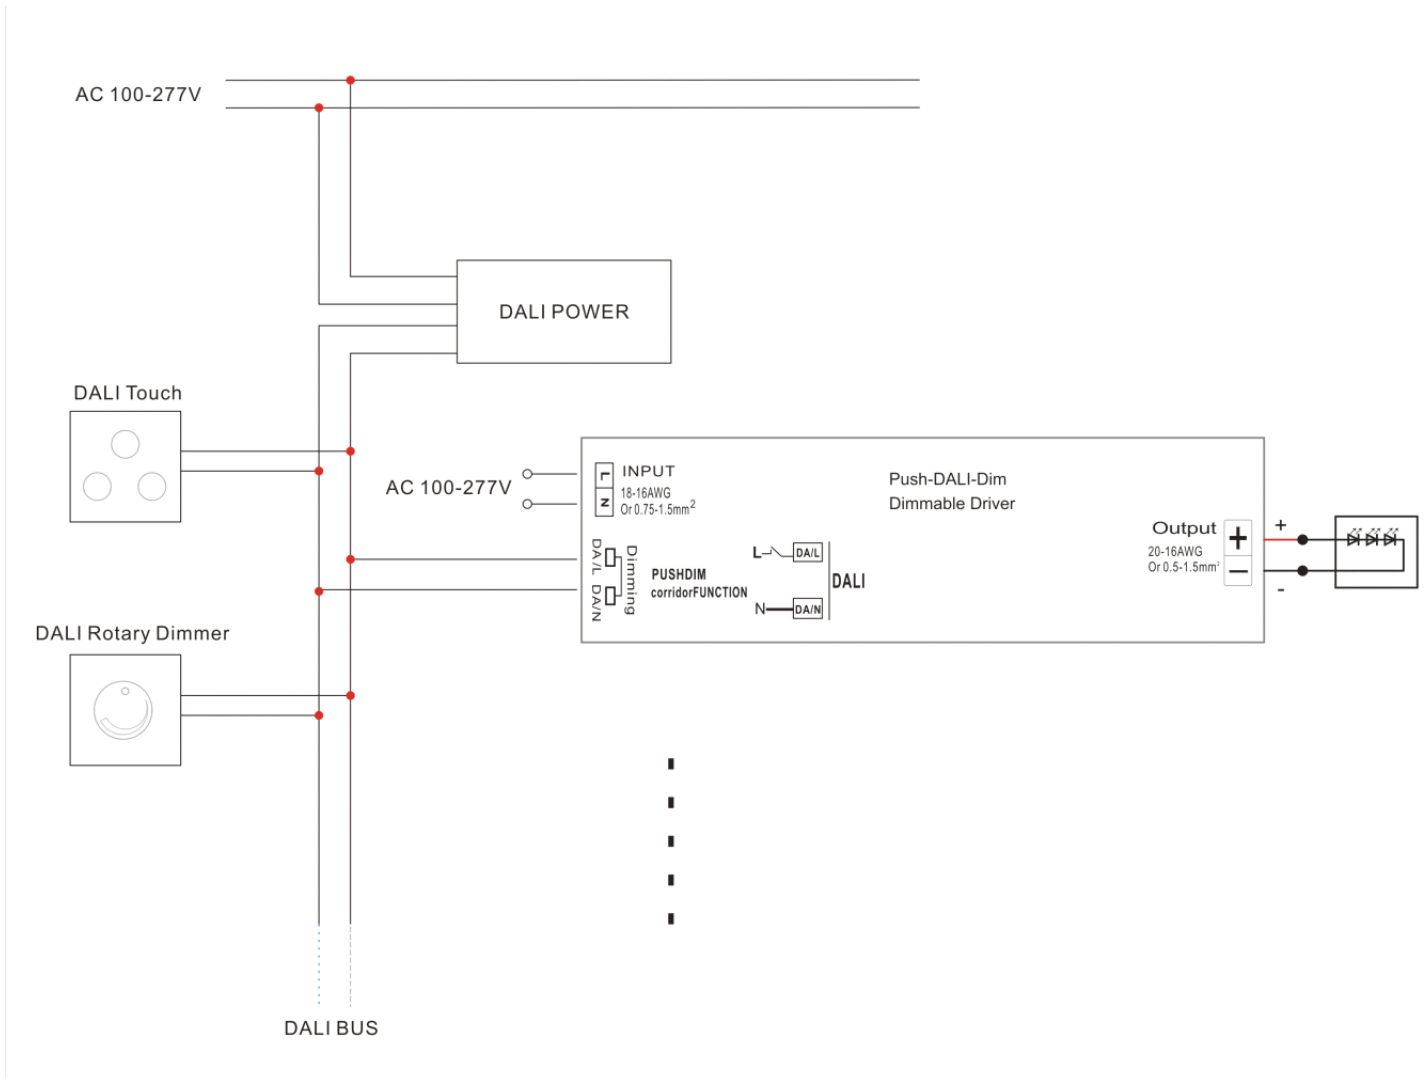 AC 100-277V
DALI POWER
DALI Touch
AC 100-277V
L
N
INPUT
18-16AWG
Or 0.75-1.5mm²
Push-DALI-Dim
Dimmable Driver
Output
20-16AWG
Or 0.5-1.5mm²
+
−
+
-
DA/L
DA/N
Dimming
PUSHDIM
corridorFUNCTION
L
DA/L
DALI
N
DA/N
DALI Rotary Dimmer
DALI BUS